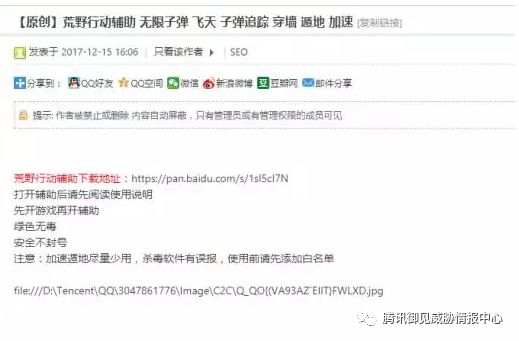 【原创】荒野行动辅助 无限子弹 飞天 子弹追踪 穿墙 遁地 加速 [复制链接]
发表于 2017-12-15 16:06 | 只看该作者 | SEO
分享到： QQ好友 QQ空间 微信 新浪微博 豆瓣网 邮件分享
提示: 作者被禁止或删除 内容自动屏蔽，只有管理员或有管理权限的成员可见
荒野行动辅助下载地址：https://pan.baidu.com/s/1sl5cl7N
打开辅助后请先阅读使用说明
先开游戏再开辅助
绿色无毒
安全不封号
注意：加速遁地尽量少用，杀毒软件有误报，使用前请先添加白名单
file:///D:\Tencent\QQ\3047861776\Image\C2C\Q_QO{(VA93AZ`EIIT}FWLXD.jpg
腾讯御见威胁情报中心